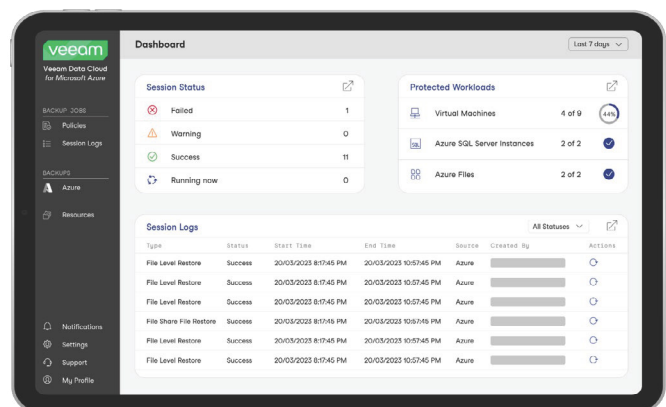 veeam
Veeam Data Cloud
for Microsoft Azure
BACKUP JOBS
Policies
Session Logs
BACKUPS
Azure
Resources
Notifications
Settings
Support
My Profile
Dashboard
Last 7 days
Session Status
Failed 1
Warning 0
Success 11
Running now 0
Protected Workloads
Virtual Machines 4 of 9 44%
SQL Azure SQL Server Instances 2 of 2
Azure Files 2 of 2
Session Logs All Statuses
Type Status Start Time End Time Source Created By Actions
File Level Restore Success 20/03/2023 8:17:45 PM 20/03/2023 10:57:45 PM Azure
File Level Restore Success 20/03/2023 8:17:45 PM 20/03/2023 10:57:45 PM Azure
File Level Restore Success 20/03/2023 8:17:45 PM 20/03/2023 10:57:45 PM Azure
File Share File Restore Success 20/03/2023 8:17:45 PM 20/03/2023 10:57:45 PM Azure
File Level Restore Success 20/03/2023 8:17:45 PM 20/03/2023 10:57:45 PM Azure
File Level Restore Success 20/03/2023 8:17:45 PM 20/03/2023 10:57:45 PM Azure